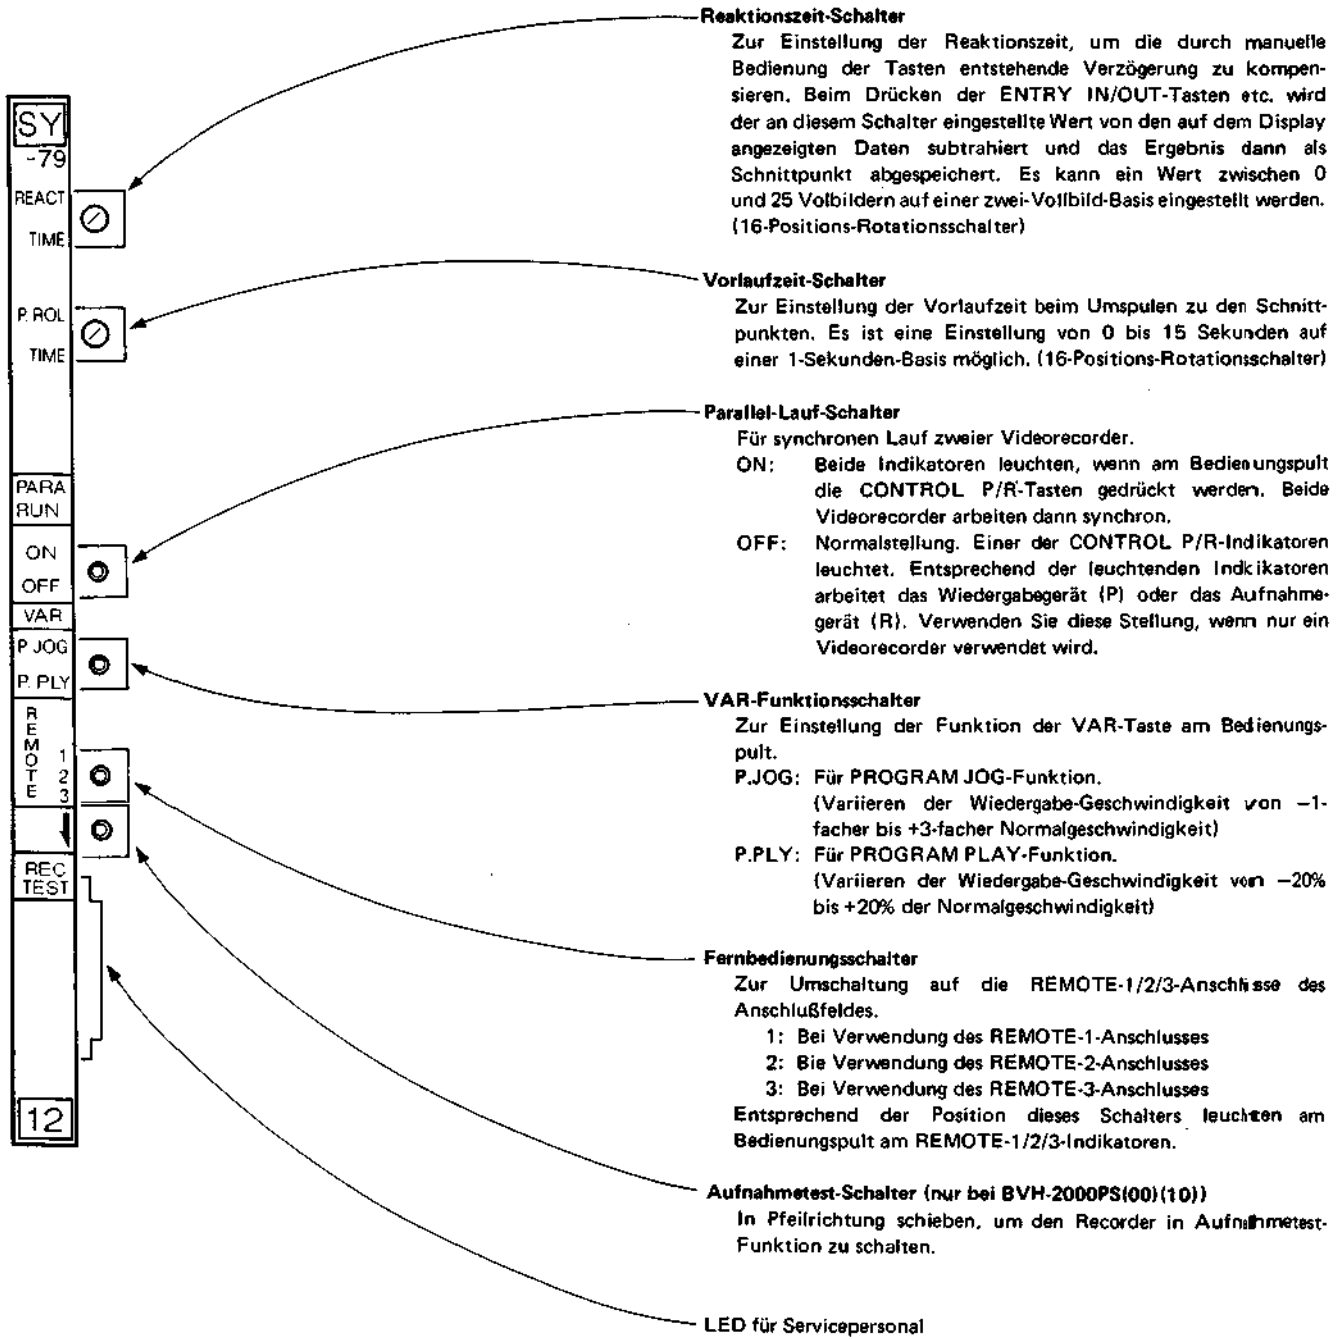 SY
-79
REACT
TIME
P. ROL
TIME
PARA
RUN
ON
OFF
VAR
P JOG
P. PLY
REMOTE
1
2
3
REC
TEST
12
Reaktionszeit-Schalter
Zur Einstellung der Reaktionszeit, um die durch manuelle
Bedienung der Tasten entstehende Verzögerung zu kompen-
sieren. Beim Drücken der ENTRY IN/OUT-Tasten etc. wird
der an diesem Schalter eingestellte Wert von den auf dem Display
angezeigten Daten subtrahiert und das Ergebnis dann als
Schnittpunkt abgespeichert. Es kann ein Wert zwischen 0
und 25 Vollbildern auf einer zwei-Vollbild-Basis eingestellt werden.
(16-Positions-Rotationsschalter)
Vorlaufzeit-Schalter
Zur Einstellung der Vorlaufzeit beim Umspulen zu den Schnitt-
punkten. Es ist eine Einstellung von 0 bis 15 Sekunden auf
einer 1-Sekunden-Basis möglich. (16-Positions-Rotationsschalter)
Parallel-Lauf-Schalter
Für synchronen Lauf zweier Videorecorder.
ON: Beide Indikatoren leuchten, wenn am Bedienungspult
die CONTROL P/R-Tasten gedrückt werden. Beide
Videorecorder arbeiten dann synchron.
OFF: Normalstellung. Einer der CONTROL P/R-Indikatoren
leuchtet. Entsprechend der leuchtenden Indkikatoren
arbeitet das Wiedergabegerät (P) oder das Aufnahme-
gerät (R). Verwenden Sie diese Stellung, wenn nur ein
Videorecorder verwendet wird.
VAR-Funktionsschalter
Zur Einstellung der Funktion der VAR-Taste am Bedienungs-
pult.
P.JOG: Für PROGRAM JOG-Funktion.
(Variieren der Wiedergabe-Geschwindigkeit von −1-
facher bis +3-facher Normalgeschwindigkeit)
P.PLY: Für PROGRAM PLAY-Funktion.
(Variieren der Wiedergabe-Geschwindigkeit von −20%
bis +20% der Normalgeschwindigkeit)
Fernbedienungsschalter
Zur Umschaltung auf die REMOTE-1/2/3-Anschlüsse des
Anschlußfeldes.
1: Bei Verwendung des REMOTE-1-Anschlusses
2: Bie Verwendung des REMOTE-2-Anschlusses
3: Bei Verwendung des REMOTE-3-Anschlusses
Entsprechend der Position dieses Schalters leuchten am
Bedienungspult am REMOTE-1/2/3-Indikatoren.
Aufnahmetest-Schalter (nur bei BVH-2000PS(00)(10))
In Pfeilrichtung schieben, um den Recorder in Aufnahmetest-
Funktion zu schalten.
LED für Servicepersonal